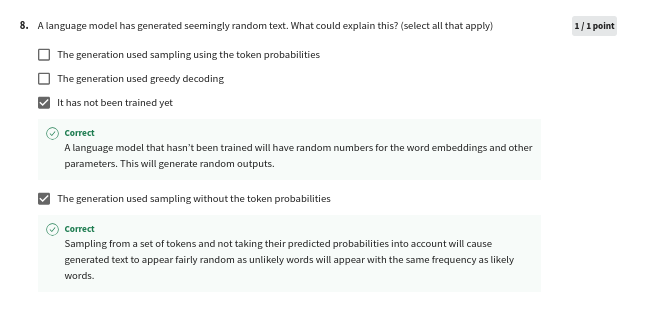 8. A language model has generated seemingly random text. What could explain this? (select all that apply) 1 / 1 point
The generation used sampling using the token probabilities
The generation used greedy decoding
It has not been trained yet
Correct
A language model that hasn't been trained will have random numbers for the word embeddings and other
parameters. This will generate random outputs.
The generation used sampling without the token probabilities
Correct
Sampling from a set of tokens and not taking their predicted probabilities into account will cause
generated text to appear fairly random as unlikely words will appear with the same frequency as likely
words.